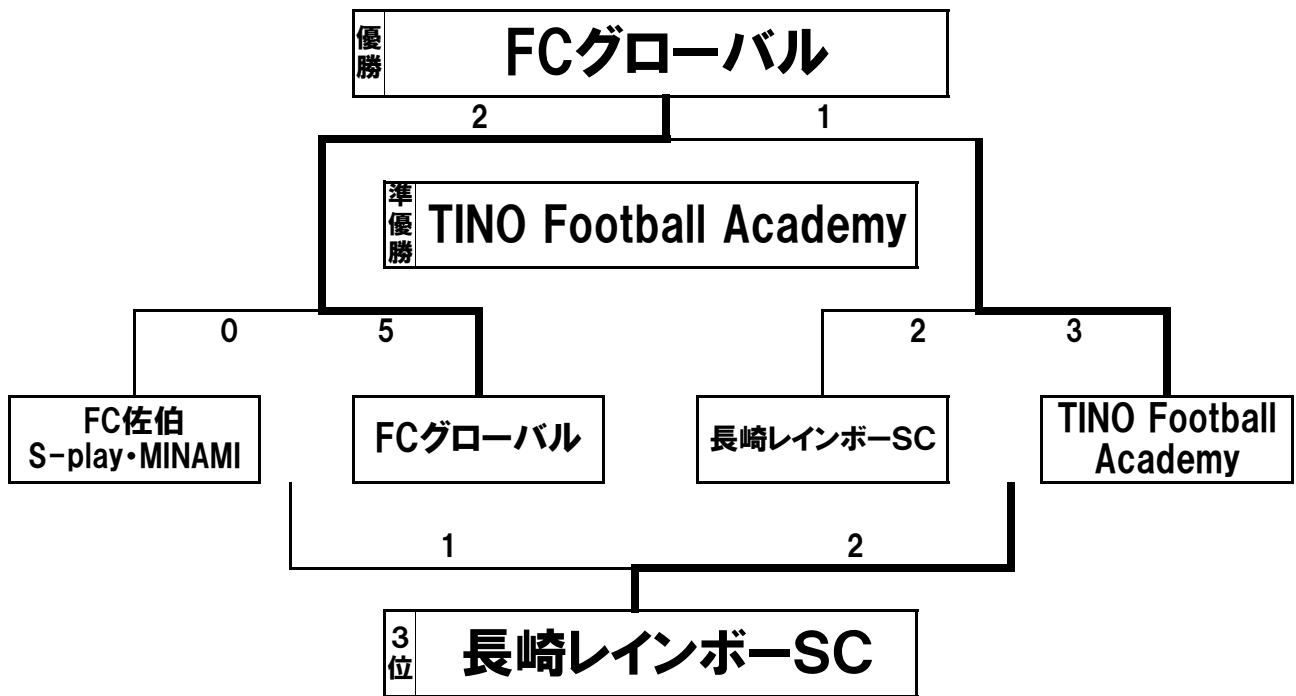 優勝
FCグローバル
2
1
準優勝
TINO Football Academy
0
5
2
3
FC佐伯
S-play・MINAMI
FCグローバル
長崎レインボーSC
TINO Football
Academy
1
2
3位
長崎レインボーSC